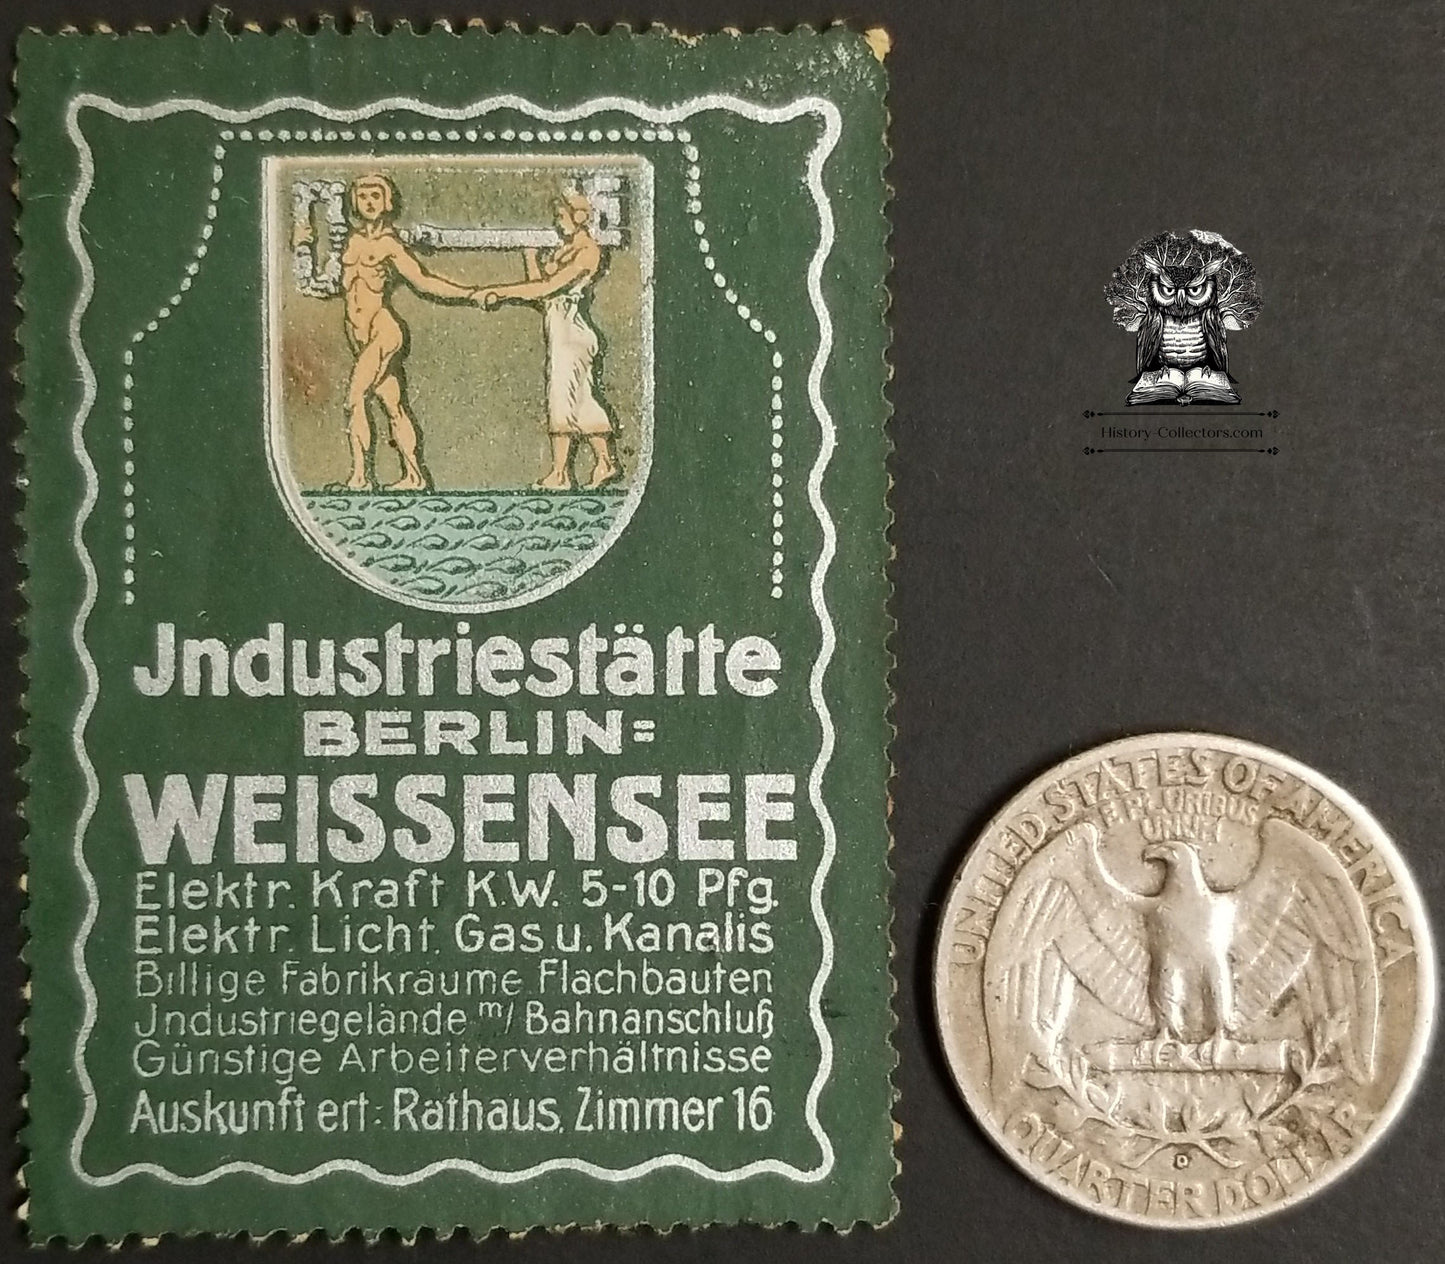 Jndustriestätte
BERLIN=
WEISSENSEE
Elektr. Kraft K.W. 5-10 Pfg.
Elektr. Licht. Gas u. Kanalis
Billige Fabrikräume Flachbauten
Jndustriegelände m/ Bahnanschluß
Günstige Arbeiterverhältnisse
Auskunft ert: Rathaus, Zimmer 16
History-Collectors.com
UNITED STATES OF AMERICA
E PLURIBUS
UNUM
D
QUARTER DOLLAR